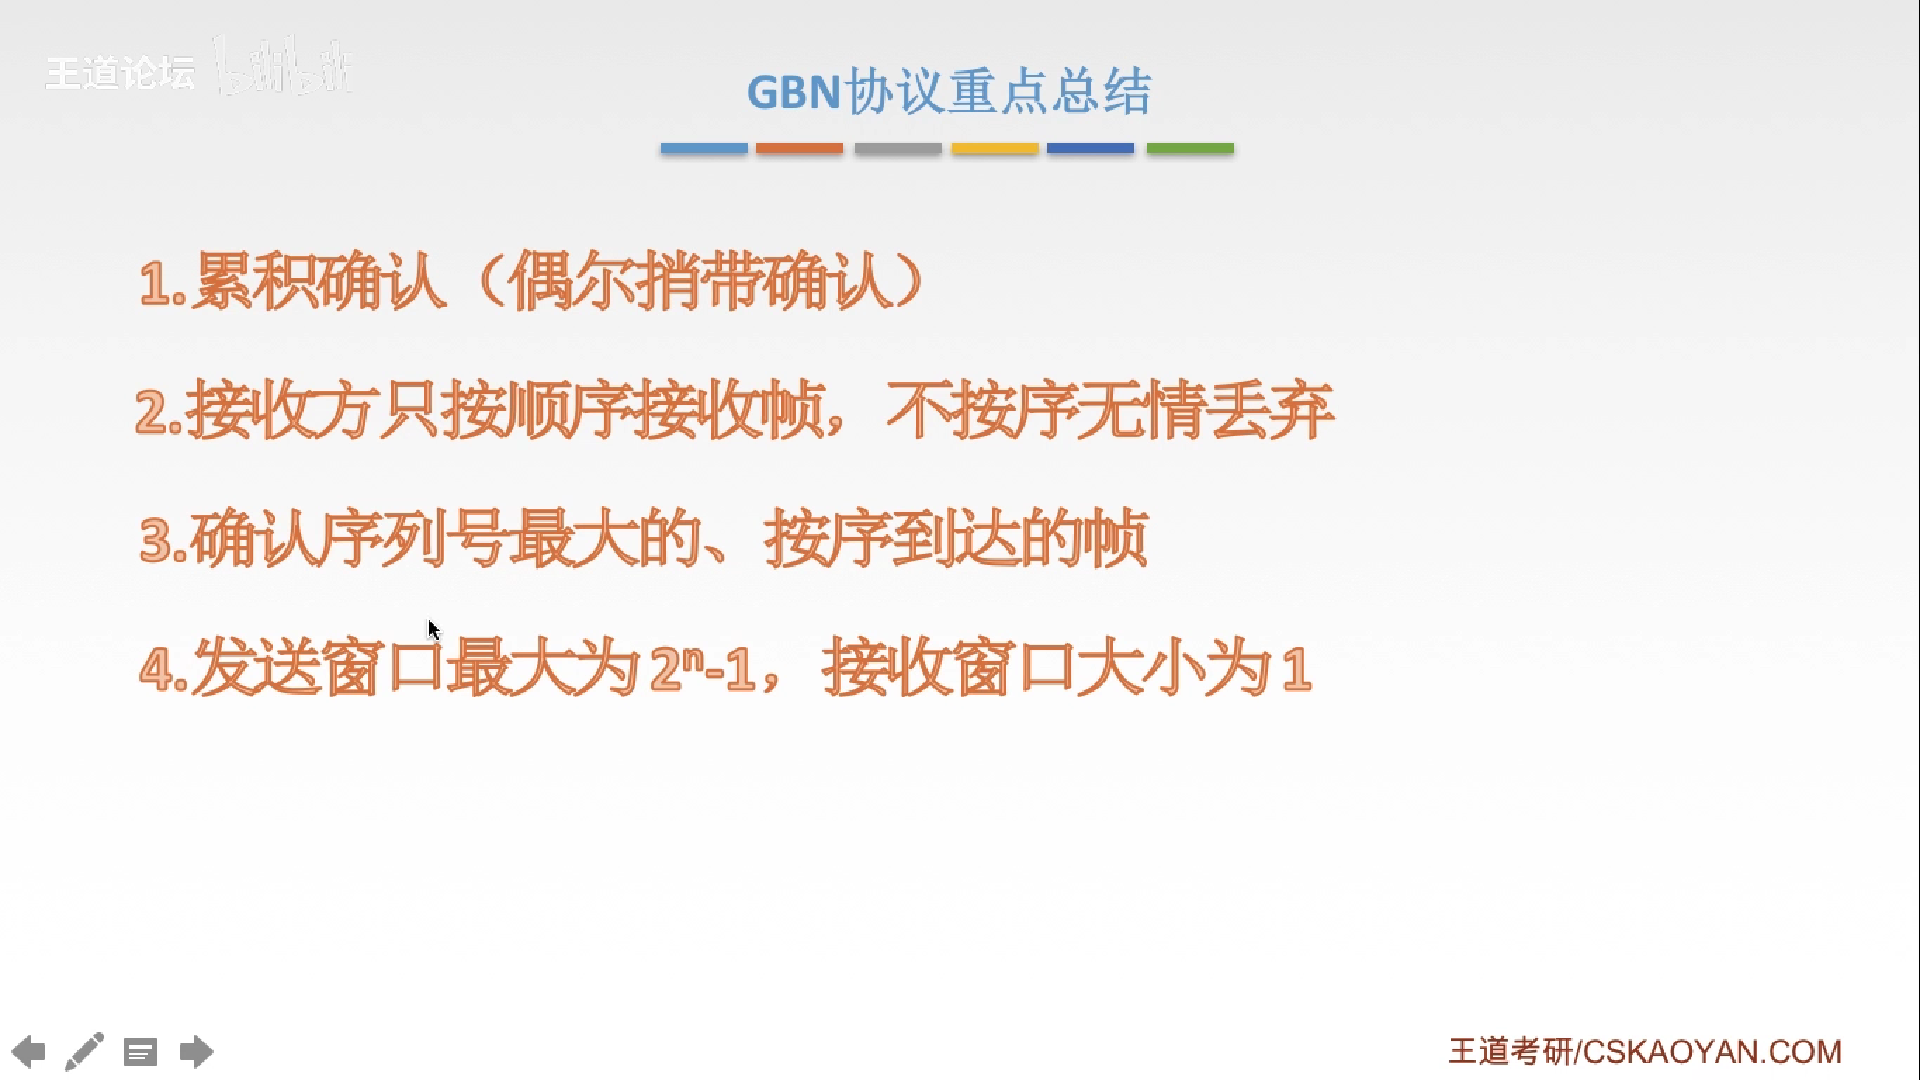 王道论坛 bilibili
GBN协议重点总结
1.累积确认（偶尔捎带确认）
2.接收方只按顺序接收帧，不按序无情丢弃
3.确认序列号最大的、按序到达的帧
4.发送窗口最大为2ⁿ-1，接收窗口大小为1
王道考研/CSKAOYAN.COM